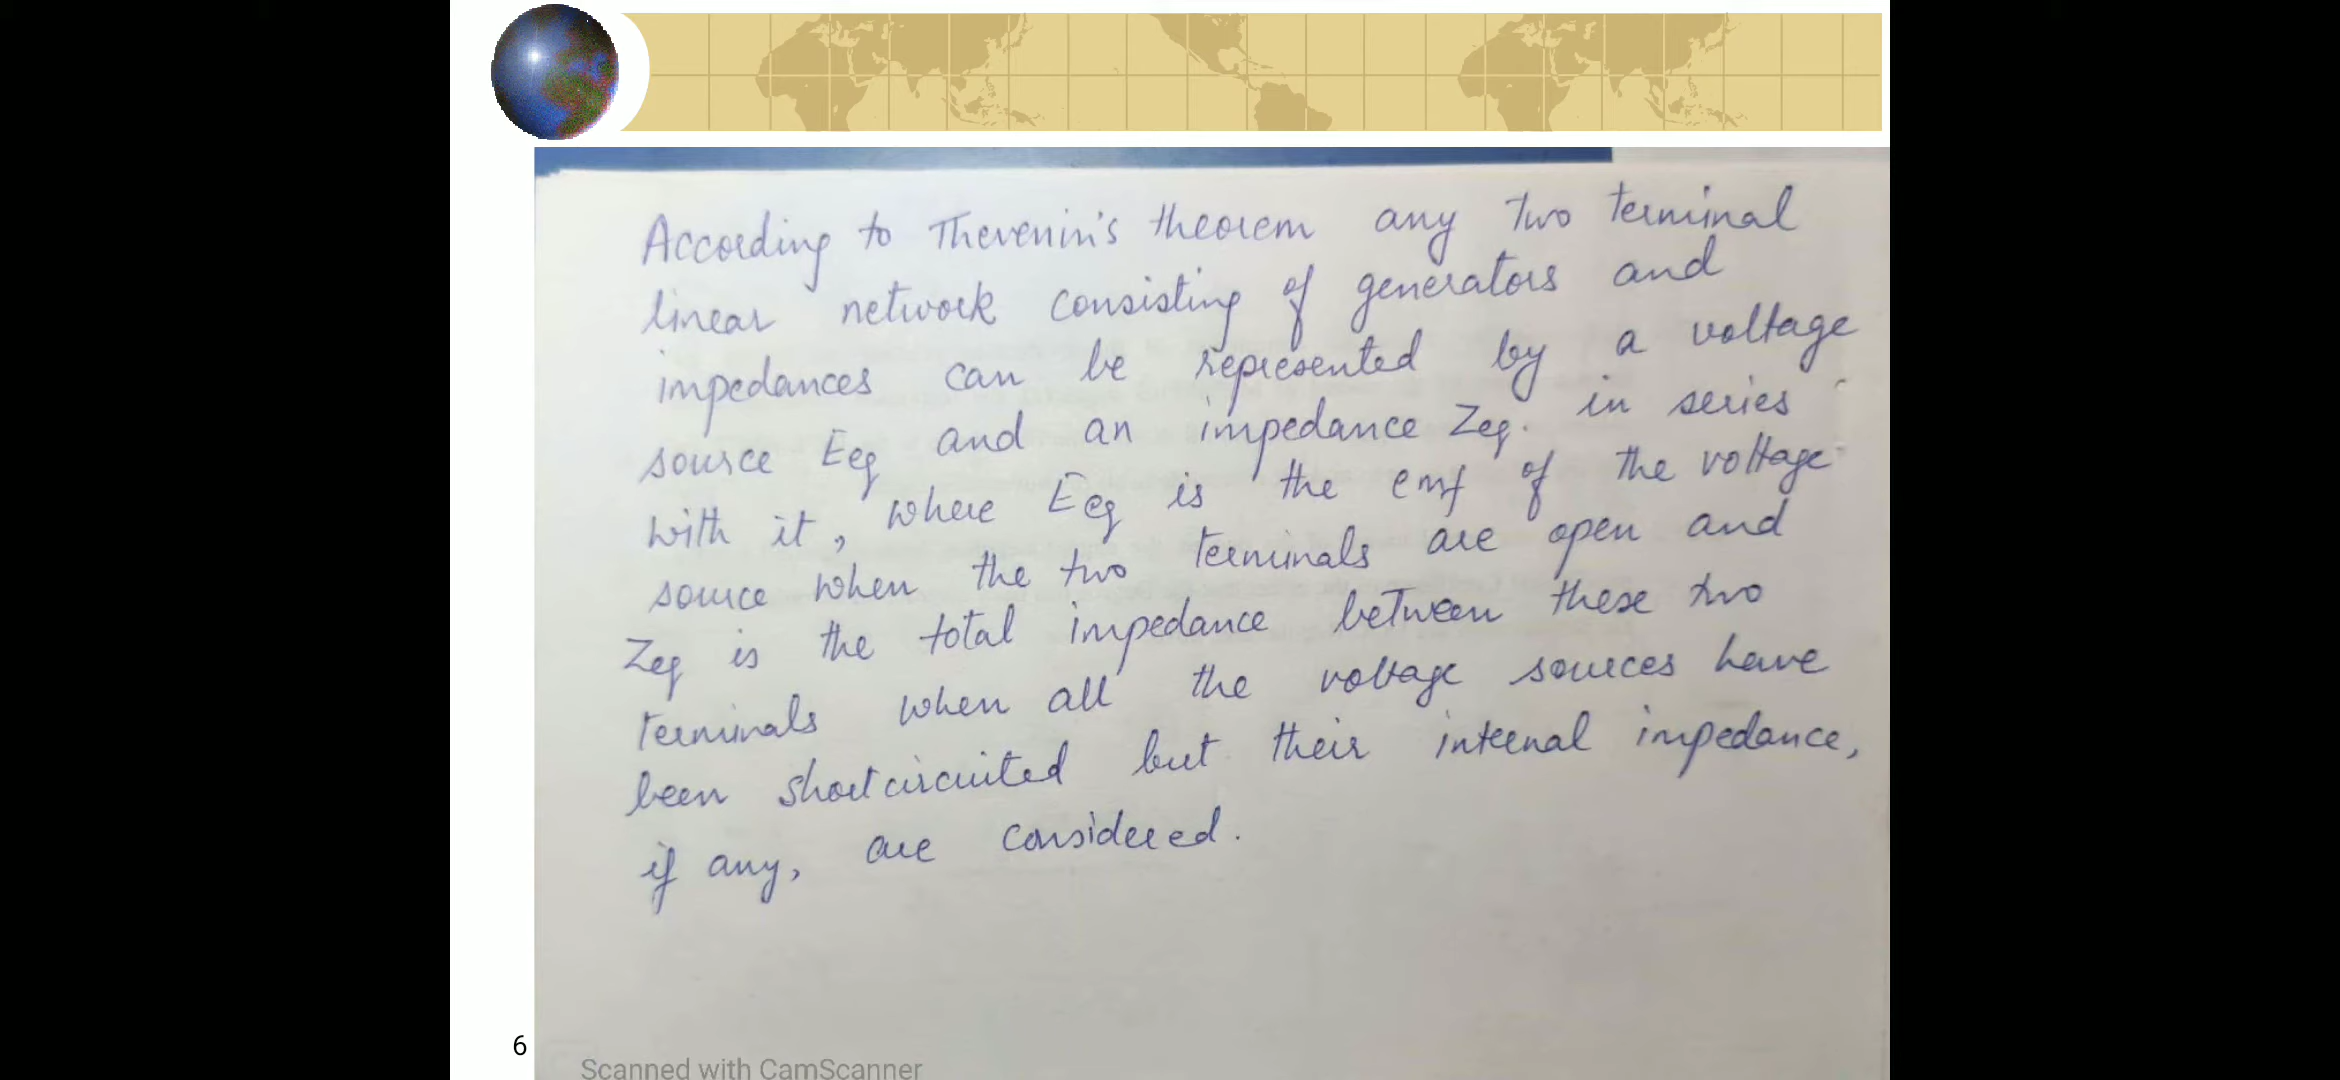 According to Thevenin's theorem any two terminal
linear network consisting of generators and
impedances can be represented by a voltage
source Eeq and an impedance Zeq. in series
with it, where Eeq is the emf of the voltage
source when the two terminals are open and
Zeq is the total impedance between these two
terminals when all the voltage sources have
been shortcircuited but their internal impedance,
if any, are considered.
6
Scanned with CamScanner